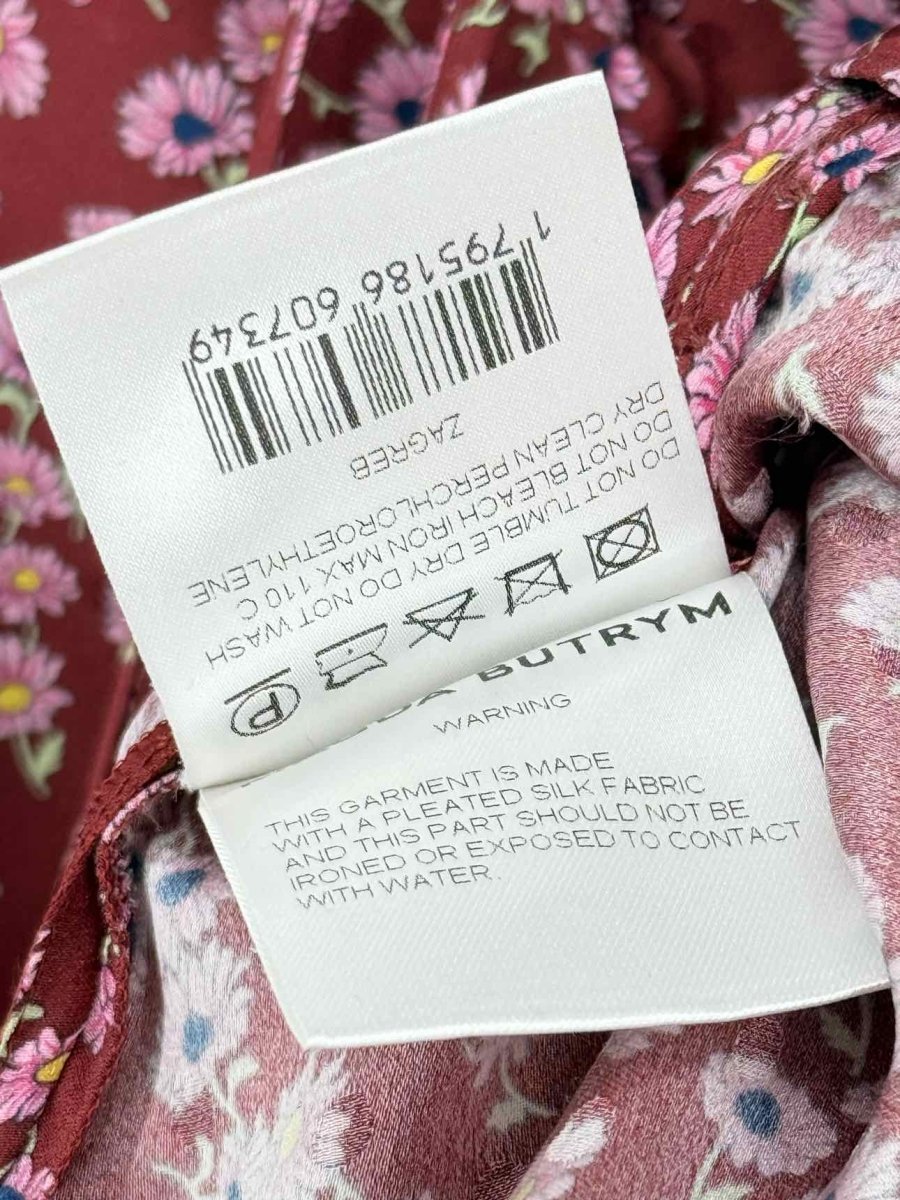 P
DO NOT TUMBLE DRY DO NOT WASH
DO NOT BLEACH IRON MAX 110 C
DRY CLEAN PERCHLOROETHYLENE
ZAGREB
1 795186 607349
BUTRYM
WARNING
THIS GARMENT IS MADE
WITH A PLEATED SILK FABRIC
AND THIS PART SHOULD NOT BE
IRONED OR EXPOSED TO CONTACT
WITH WATER.